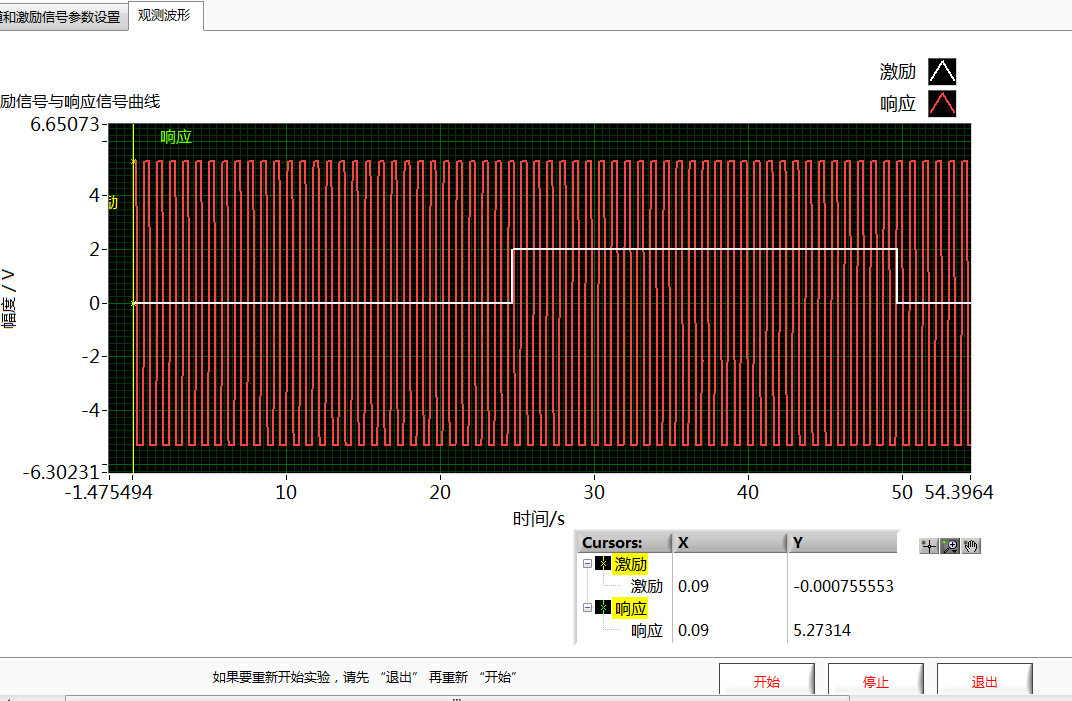 和激励信号参数设置 观测波形
激励
响应
励信号与响应信号曲线
6.65073
响应
4
2
0
-2
-4
-6.30231
幅度 / V
-1.475494 10 20 30 40 50 54.3964
时间/s
Cursors: X Y
激励
激励 0.09 -0.000755553
响应
响应 0.09 5.27314
如果要重新开始实验，请先 “退出” 再重新 “开始”
开始 停止 退出